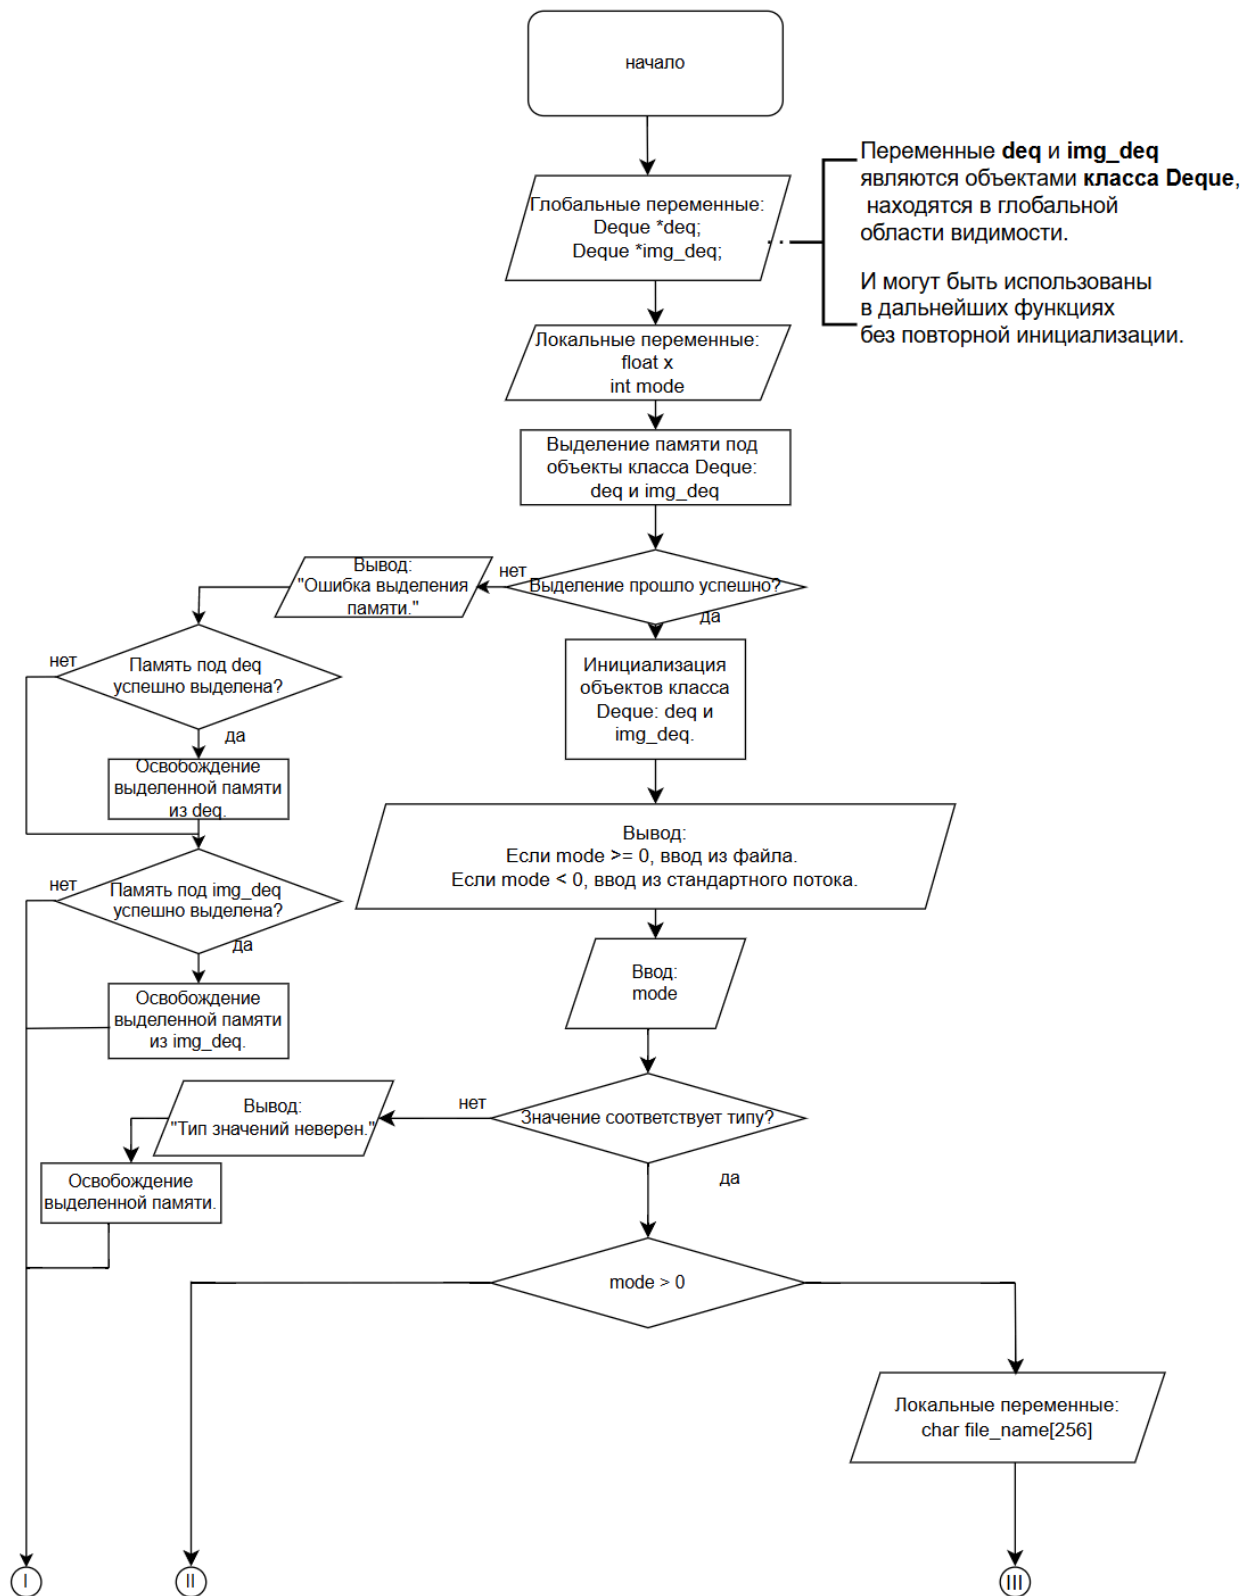 начало
Глобальные переменные:
Deque *deq;
Deque *img_deq;
Переменные deq и img_deq
являются объектами класса Deque,
находятся в глобальной
области видимости.
И могут быть использованы
в дальнейших функциях
без повторной инициализации.
Локальные переменные:
float x
int mode
Выделение памяти под
объекты класса Deque:
deq и img_deq
Выделение прошло успешно?
нет
да
Вывод:
"Ошибка выделения
памяти."
Память под deq
успешно выделена?
нет
да
Освобождение
выделенной памяти
из deq.
Память под img_deq
успешно выделена?
нет
да
Освобождение
выделенной памяти
из img_deq.
Инициализация
объектов класса
Deque: deq и
img_deq.
Вывод:
Если mode >= 0, ввод из файла.
Если mode < 0, ввод из стандартного потока.
Ввод:
mode
Значение соответствует типу?
нет
да
Вывод:
"Тип значений неверен."
Освобождение
выделенной памяти.
mode > 0
Локальные переменные:
char file_name[256]
I
II
III